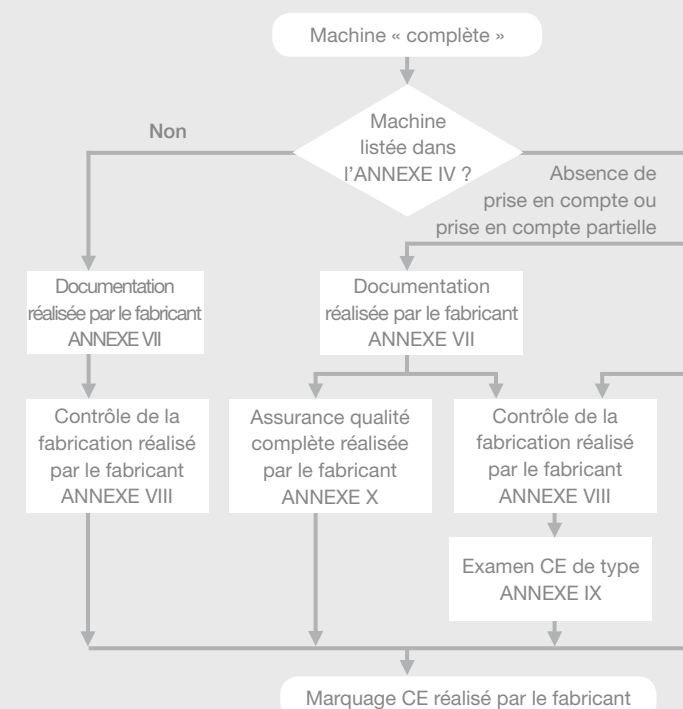 Machine « complète »
Machine
listée dans
l’ANNEXE IV ?
Non
Absence de
prise en compte ou
prise en compte partielle
Documentation
réalisée par le fabricant
ANNEXE VII
Documentation
réalisée par le fabricant
ANNEXE VII
Contrôle de la
fabrication réalisé
par le fabricant
ANNEXE VIII
Assurance qualité
complète réalisée
par le fabricant
ANNEXE X
Contrôle de la
fabrication réalisé
par le fabricant
ANNEXE VIII
Examen CE de type
ANNEXE IX
Marquage CE réalisé par le fabricant